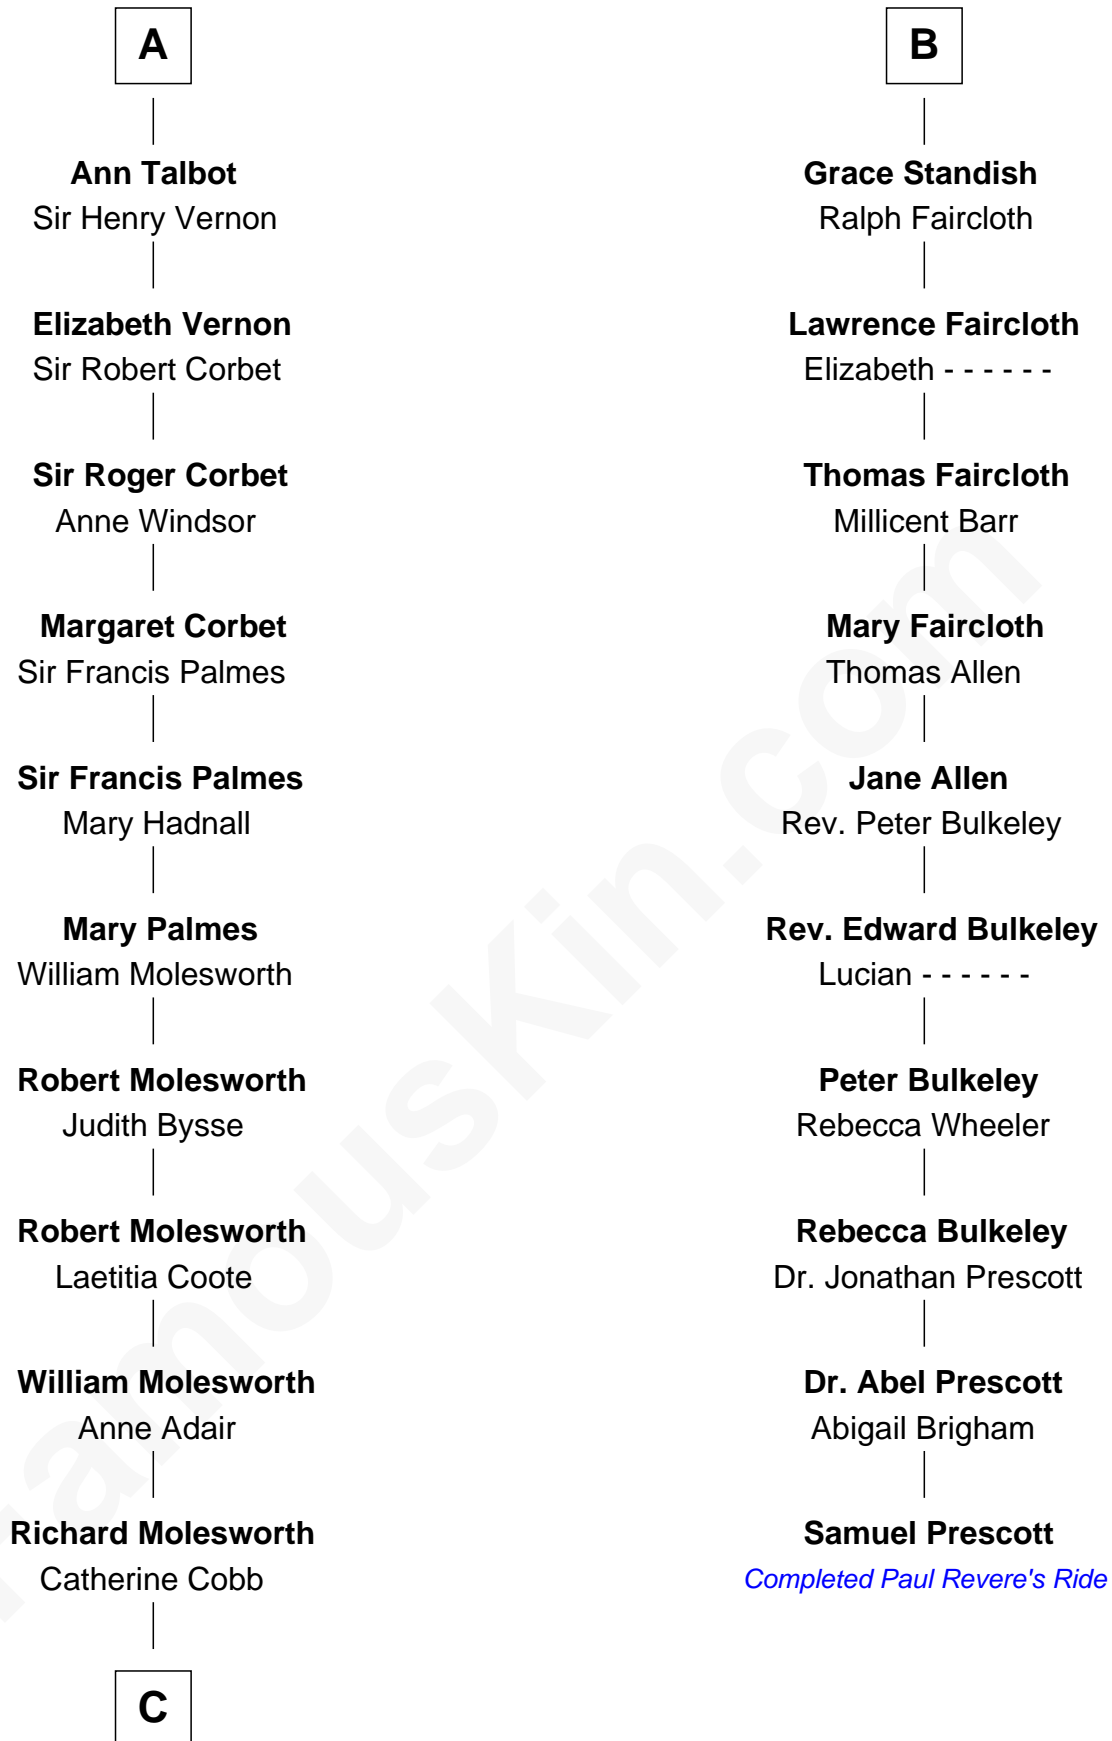 A
Ann Talbot
Sir Henry Vernon
Elizabeth Vernon
Sir Robert Corbet
Sir Roger Corbet
Anne Windsor
Margaret Corbet
Sir Francis Palmes
Sir Francis Palmes
Mary Hadnall
Mary Palmes
William Molesworth
Robert Molesworth
Judith Bysse
Robert Molesworth
Laetitia Coote
William Molesworth
Anne Adair
Richard Molesworth
Catherine Cobb
C
B
Grace Standish
Ralph Faircloth
Lawrence Faircloth
Elizabeth - - - - - -
Thomas Faircloth
Millicent Barr
Mary Faircloth
Thomas Allen
Jane Allen
Rev. Peter Bulkeley
Rev. Edward Bulkeley
Lucian - - - - - -
Peter Bulkeley
Rebecca Wheeler
Rebecca Bulkeley
Dr. Jonathan Prescott
Dr. Abel Prescott
Abigail Brigham
Samuel Prescott
Completed Paul Revere's Ride
FamousKin.com